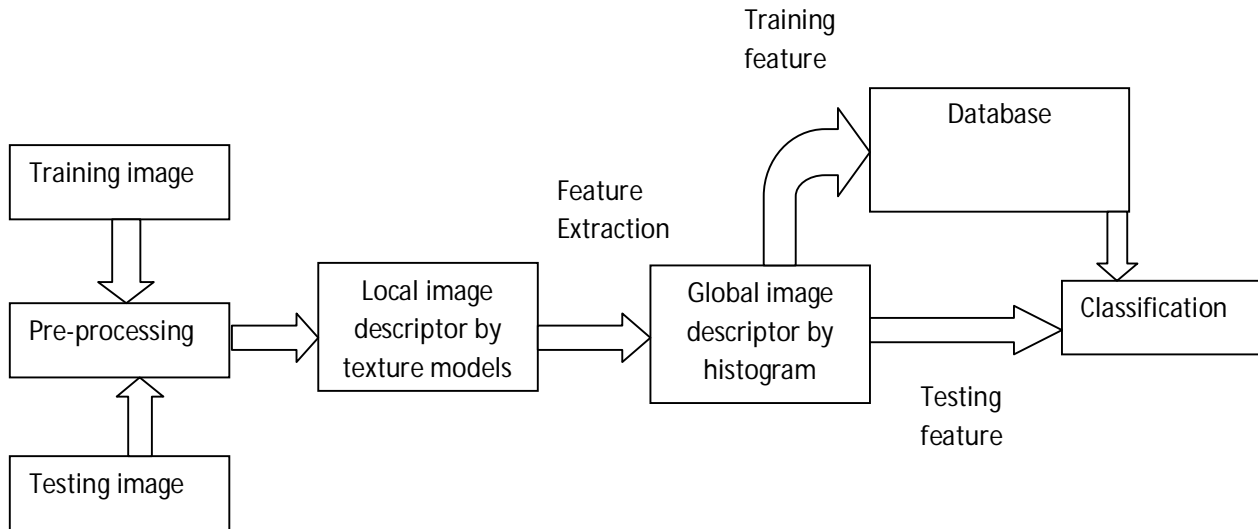 Training
feature
Database
Training image
Feature
Extraction
Local image
descriptor by
texture models
Global image
descriptor by
histogram
Pre-processing
Classification
Testing
feature
Testing image